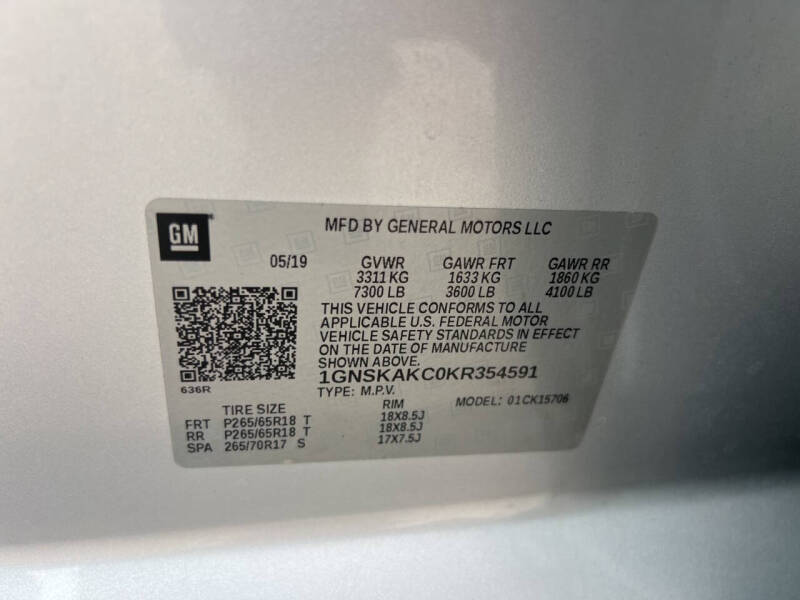 GM
MFD BY GENERAL MOTORS LLC
05/19 GVWR GAWR FRT GAWR RR
3311 KG 1633 KG 1860 KG
7300 LB 3600 LB 4100 LB
THIS VEHICLE CONFORMS TO ALL
APPLICABLE U.S. FEDERAL MOTOR
VEHICLE SAFETY STANDARDS IN EFFECT
ON THE DATE OF MANUFACTURE
SHOWN ABOVE.
1GNSKAKC0KR354591
636R
TYPE: M.P.V. MODEL: 01CK15706
TIRE SIZE RIM
FRT P265/65R18 T 18X8.5J
RR P265/65R18 T 18X8.5J
SPA 265/70R17 S 17X7.5J